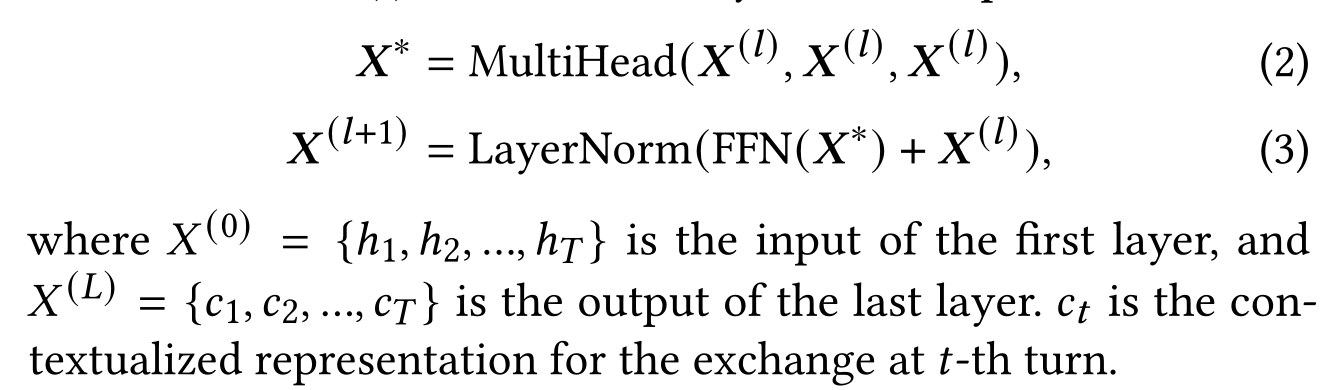 X* = MultiHead(X^(l), X^(l), X^(l)), (2)
X^(l+1) = LayerNorm(FFN(X*) + X^(l)), (3)
where X^(0) = {h_1, h_2, ..., h_T} is the input of the first layer, and
X^(L) = {c_1, c_2, ..., c_T} is the output of the last layer. c_t is the con-
textualized representation for the exchange at t-th turn.